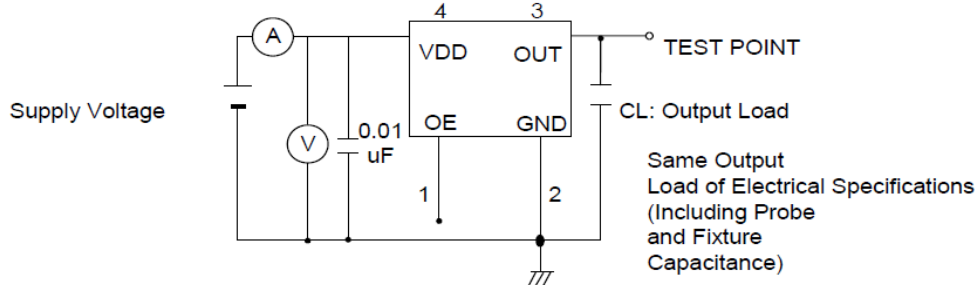 4
3
A
VDD
OUT
TEST POINT
Supply Voltage
CL: Output Load
OE
GND
V
0.01
uF
1
2
Same Output
Load of Electrical Specifications
(Including Probe
and Fixture
Capacitance)